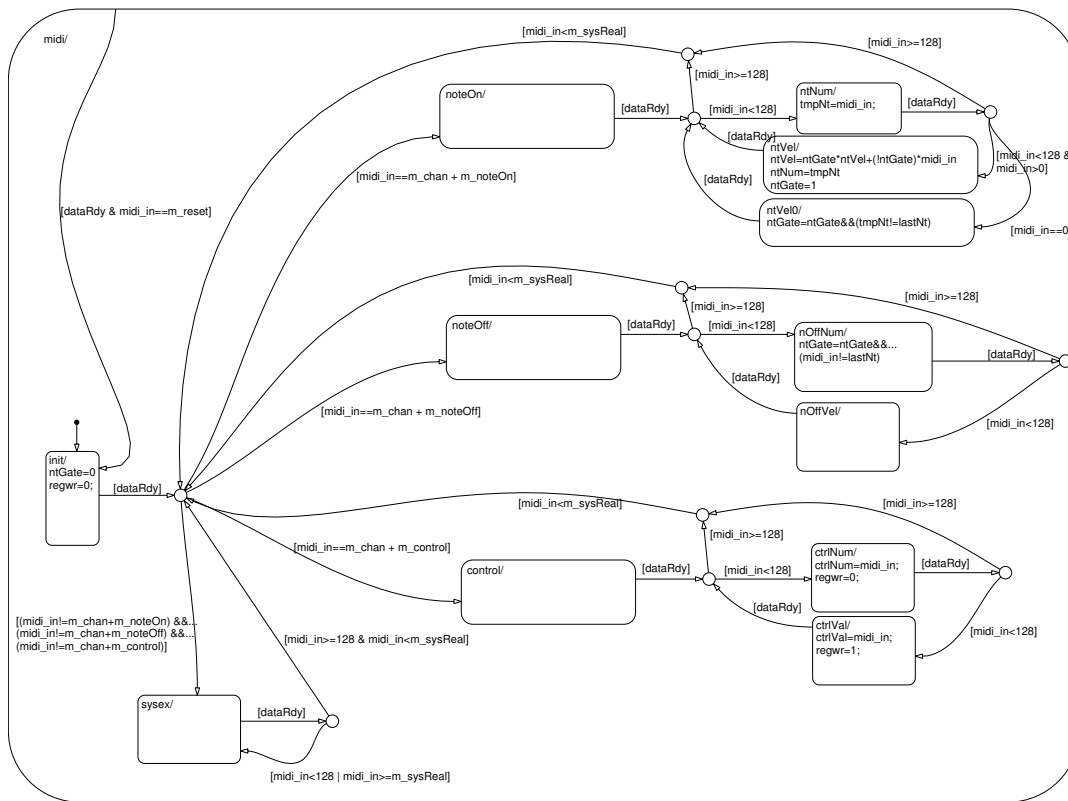 midi/
[midi_in<m_sysReal]
[midi_in>=128]
[midi_in>=128]
noteOn/
[dataRdy]
[midi_in<128]
ntNum/
tmpNt=midi_in;
[dataRdy]
[dataRdy]
ntVel/
ntVel=ntGate*ntVel+(!ntGate)*midi_in
ntNum=tmpNt
ntGate=1
[midi_in<128 &
midi_in>0]
[midi_in==m_chan + m_noteOn]
[dataRdy]
ntVel0/
ntGate=ntGate&&(tmpNt!=lastNt)
[midi_in==0
[dataRdy & midi_in==m_reset]
[midi_in<m_sysReal]
[midi_in>=128]
[midi_in>=128]
noteOff/
[dataRdy]
[midi_in<128]
nOffNum/
ntGate=ntGate&&...
(midi_in!=lastNt)
[dataRdy]
[dataRdy]
[midi_in==m_chan + m_noteOff]
nOffVel/
[midi_in<128]
init/
ntGate=0
regwr=0;
[dataRdy]
[midi_in<m_sysReal]
[midi_in>=128]
[midi_in>=128]
[midi_in==m_chan + m_control]
control/
[dataRdy]
[midi_in<128]
ctrlNum/
ctrlNum=midi_in;
regwr=0;
[dataRdy]
[dataRdy]
ctrlVal/
ctrlVal=midi_in;
regwr=1;
[midi_in<128]
[(midi_in!=m_chan+m_noteOn) &&...
(midi_in!=m_chan+m_noteOff) &&...
(midi_in!=m_chan+m_control)]
[midi_in>=128 & midi_in<m_sysReal]
sysex/
[dataRdy]
[midi_in<128 | midi_in>=m_sysReal]